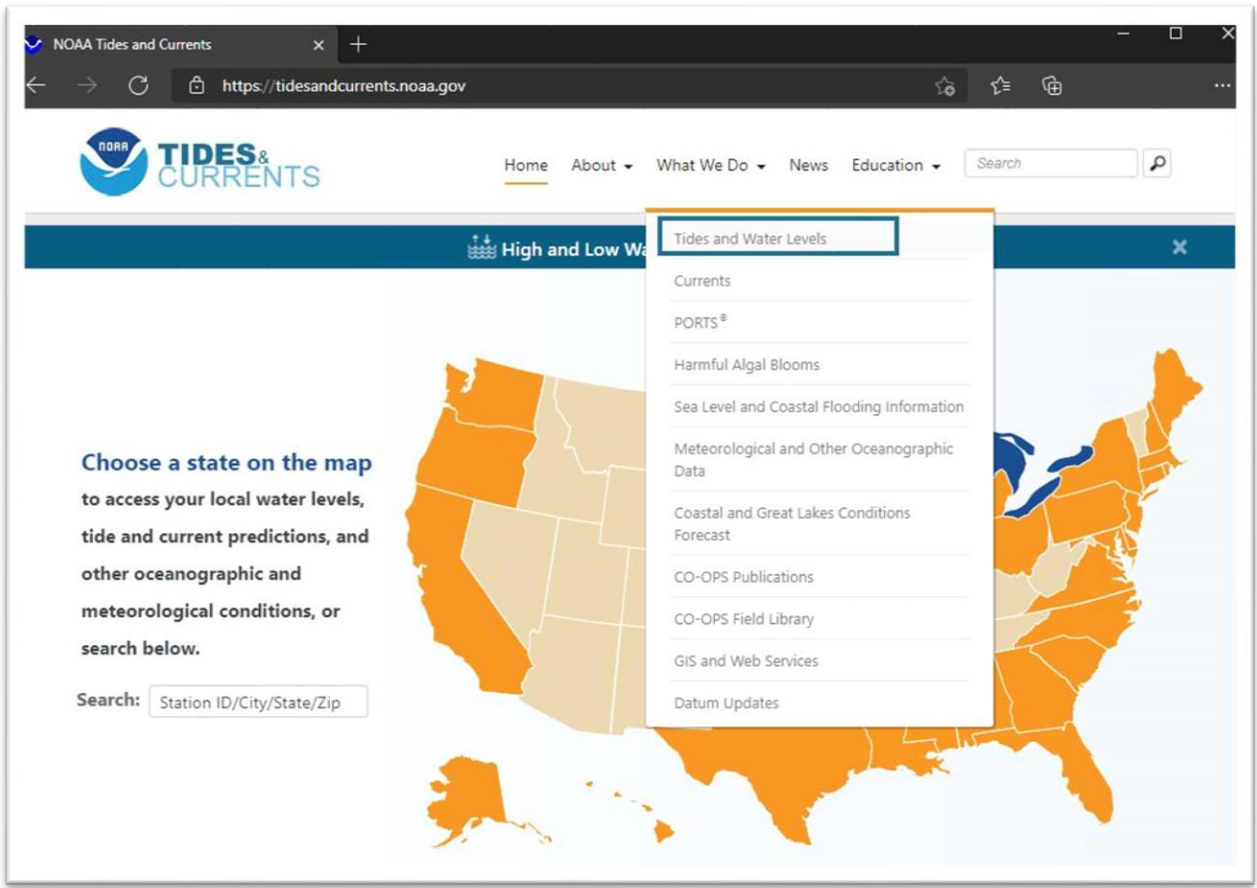 NOAA Tides and Currents
https://tidesandcurrents.noaa.gov
NOAA
TIDES&
CURRENTS
Home About What We Do News Education Search
High and Low Wa
Tides and Water Levels
Currents
PORTS®
Harmful Algal Blooms
Sea Level and Coastal Flooding Information
Meteorological and Other Oceanographic
Data
Coastal and Great Lakes Conditions
Forecast
CO-OPS Publications
CO-OPS Field Library
GIS and Web Services
Datum Updates
Choose a state on the map
to access your local water levels,
tide and current predictions, and
other oceanographic and
meteorological conditions, or
search below.
Search: Station ID/City/State/Zip